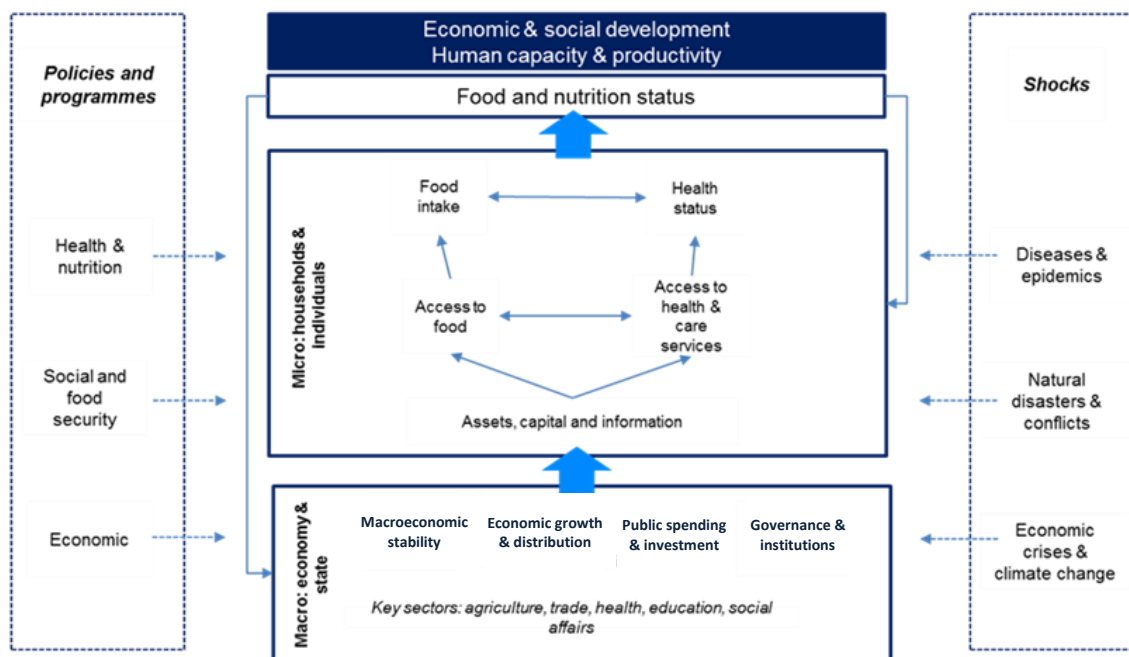 Economic & social development
Human capacity & productivity
Food and nutrition status
Policies and
programmes
Health &
nutrition
Social and
food
security
Economic
Micro: households &
individuals
Food
intake
Health
status
Access to
food
Access to
health &
care
services
Assets, capital and information
Macro: economy &
state
Macroeconomic
stability
Economic growth
& distribution
Public spending
& investment
Governance &
institutions
Key sectors: agriculture, trade, health, education, social
affairs
Shocks
Diseases &
epidemics
Natural
disasters &
conflicts
Economic
crises &
climate change